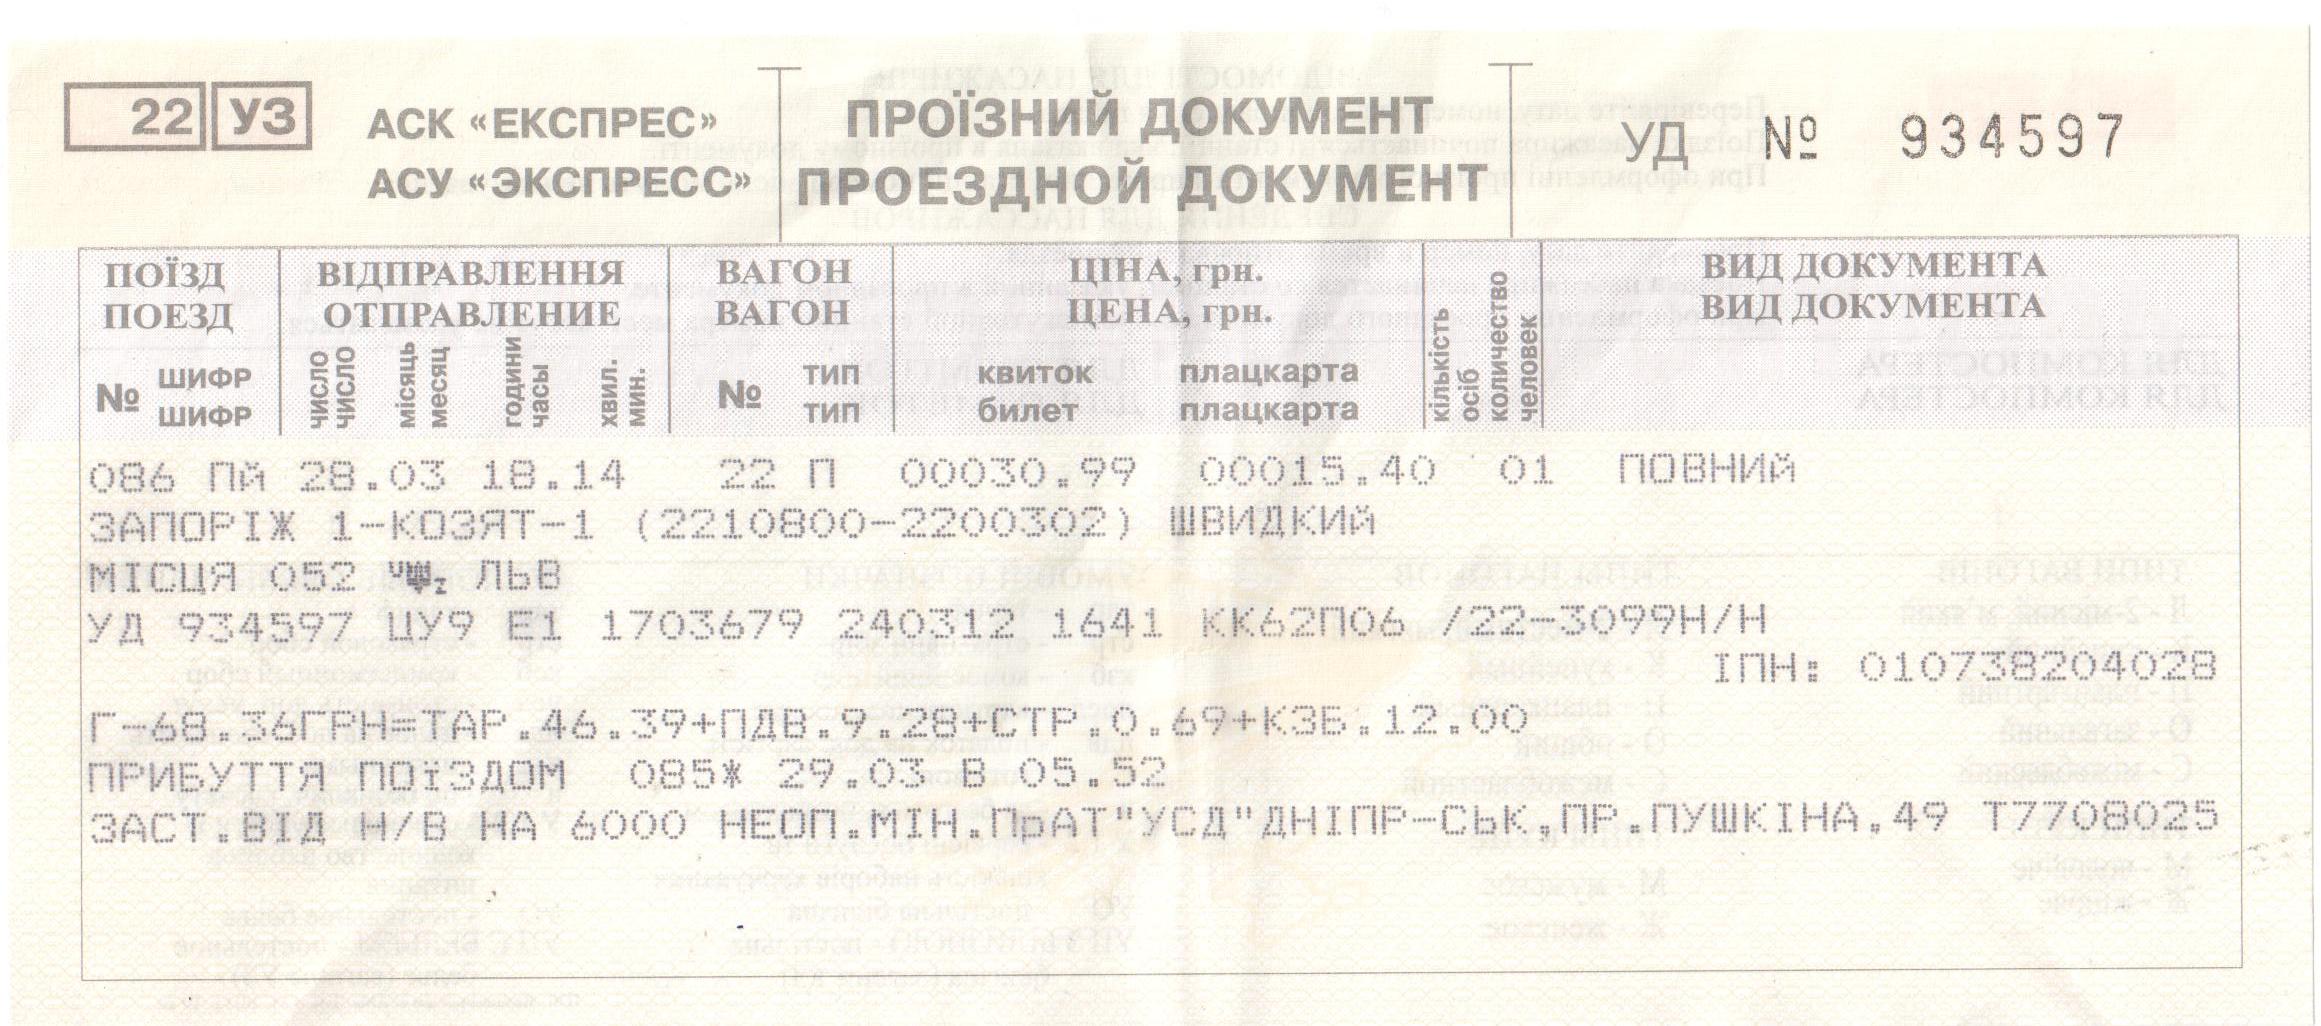 22 УЗ
АСК «ЕКСПРЕС»
АСУ «ЭКСПРЕСС»
ПРОЇЗНИЙ ДОКУМЕНТ
ПРОЕЗДНОЙ ДОКУМЕНТ
УД № 934597
ПОЇЗД ВІДПРАВЛЕННЯ ВАГОН ЦІНА, грн. ВИД ДОКУМЕНТА
ПОЕЗД ОТПРАВЛЕНИЕ ВАГОН ЦЕНА, грн. ВИД ДОКУМЕНТА
№ шифр число місяць години хвил. № тип квиток плацкарта кількість осіб
шифр число месяц часы мин. тип билет плацкарта количество человек
086 Пй 28.03 18.14 22 П 00030.99 00015.40 01 ПОВНИй
ЗАПОРІЖ 1-КОЗЯТ-1 (2210800-2200302) ШВИДКИй
МІСЦЯ 052 ЛЬВ
УД 934597 ЦУ9 Е1 1703679 240312 1641 КК62П06 /22-3099Н/Н
ІПН: 010738204028
Г-68.36ГРН=ТАР.46.39+ПДВ.9.28+СТР.0.69+КЗБ.12.00
ПРИБУТТЯ ПОїЗДОМ 085Ж 29.03 В 05.52
ЗАСТ.ВІД Н/В НА 6000 НЕОП.МІН.ПрАТ"УСД"ДНІПР-СЬК,ПР.ПУШКІНА,49 Т7708025